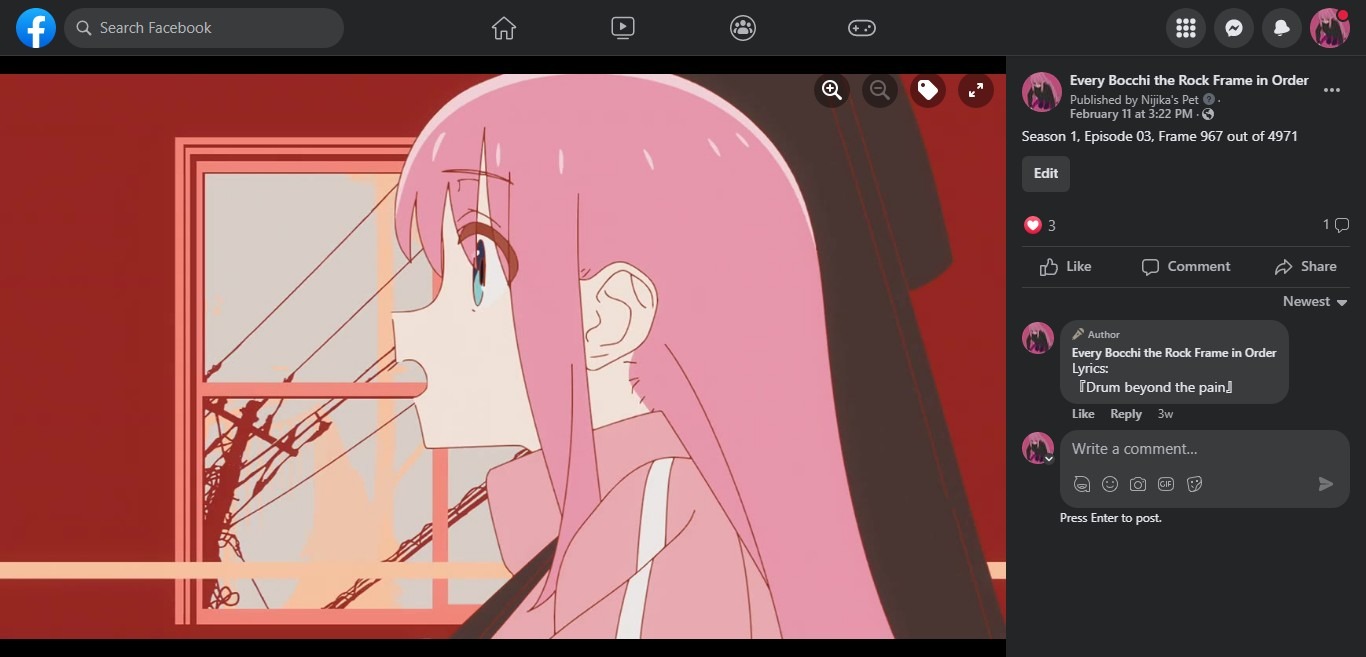 Search Facebook
Every Bocchi the Rock Frame in Order
Published by Nijika's Pet ·
February 11 at 3:22 PM ·
Season 1, Episode 03, Frame 967 out of 4971
Edit
3
1
Like
Comment
Share
Newest
Author
Every Bocchi the Rock Frame in Order
Lyrics:
『Drum beyond the pain』
Like Reply 3w
Write a comment...
GIF
Press Enter to post.